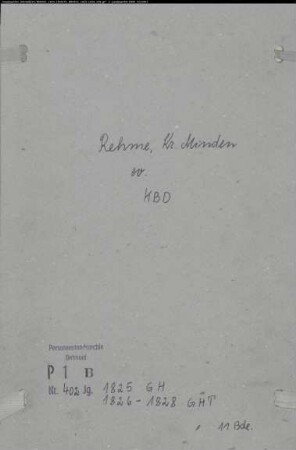 Rehme, Kr. Minden
ev.
KBD
Personenstandsarchiv
Detmold
P 1 B
Nr. 402 Jg. 1825 GH
1826 - 1828 GHT
11 Bde.